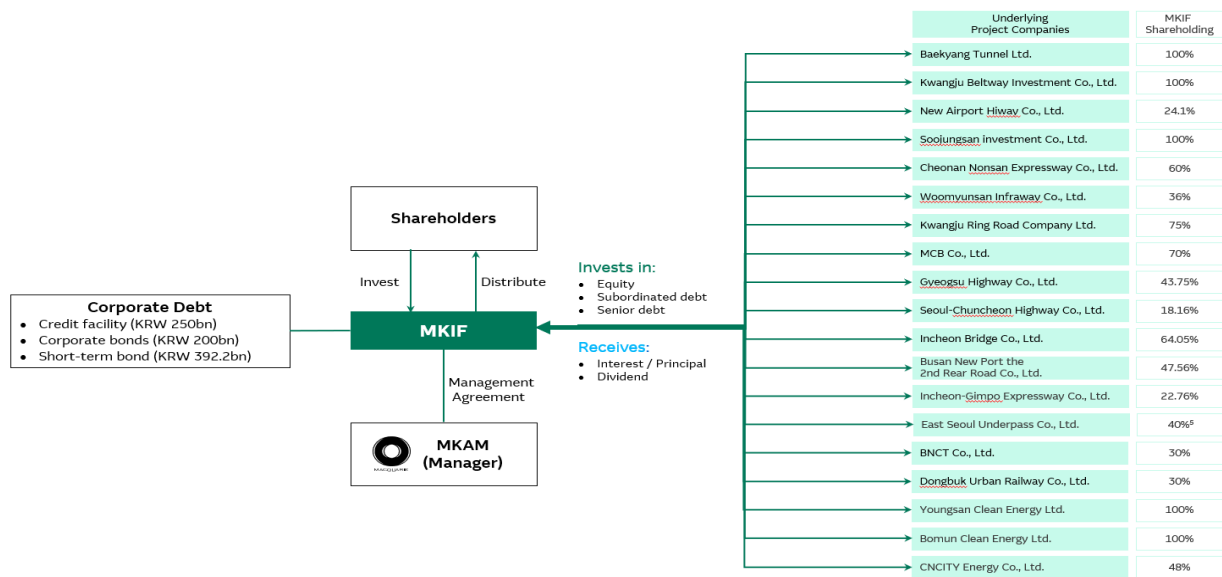 Underlying
Project Companies
MKIF
Shareholding
Baekyang Tunnel Ltd.
100%
Kwangju Beltway Investment Co., Ltd.
100%
New Airport Hiway Co., Ltd.
24.1%
Soojungsan investment Co., Ltd.
100%
Cheonan Nonsan Expressway Co., Ltd.
60%
Woomyunsan Infraway Co., Ltd.
36%
Kwangju Ring Road Company Ltd.
75%
MCB Co., Ltd.
70%
Gyeogsu Highway Co., Ltd.
43.75%
Seoul-Chuncheon Highway Co., Ltd.
18.16%
Incheon Bridge Co., Ltd.
64.05%
Busan New Port the
2nd Rear Road Co., Ltd.
47.56%
Incheon-Gimpo Expressway Co., Ltd.
22.76%
East Seoul Underpass Co., Ltd.
40%⁵
BNCT Co., Ltd.
30%
Dongbuk Urban Railway Co., Ltd.
30%
Youngsan Clean Energy Ltd.
100%
Bomun Clean Energy Ltd.
100%
CNCITY Energy Co., Ltd.
48%
Shareholders
Invest
Distribute
Corporate Debt
• Credit facility (KRW 250bn)
• Corporate bonds (KRW 200bn)
• Short-term bond (KRW 392.2bn)
MKIF
Management
Agreement
MACQUARIE
MKAM
(Manager)
Invests in:
• Equity
• Subordinated debt
• Senior debt
Receives:
• Interest / Principal
• Dividend